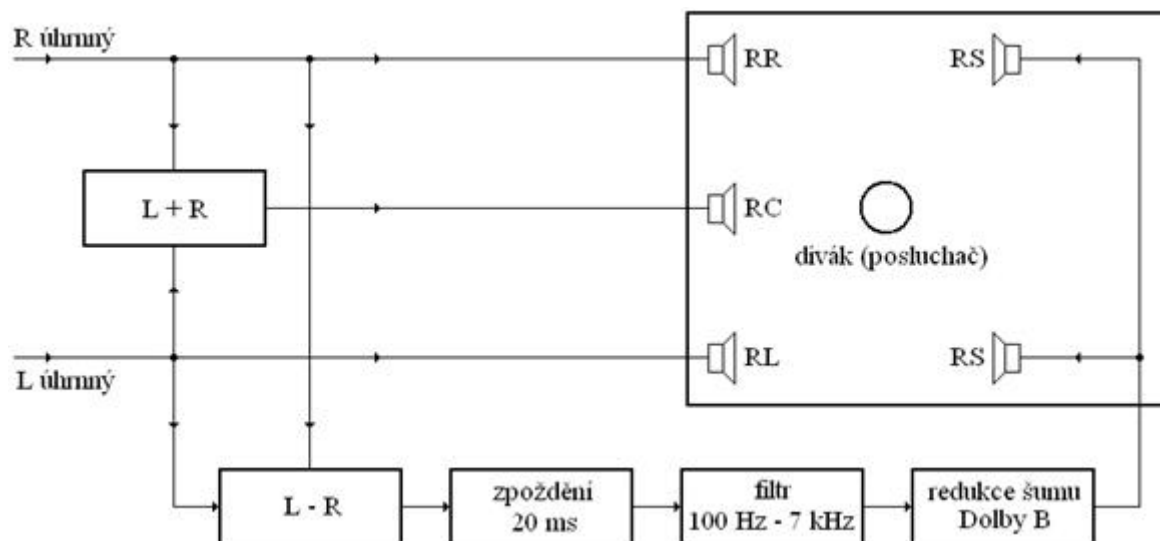 R úhrnný
RR
RS
L + R
RC
divák (posluchač)
L úhrnný
RL
RS
L - R
zpoždění
20 ms
filtr
100 Hz - 7 kHz
redukce šumu
Dolby B